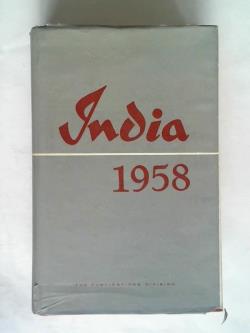 India
1958
THE PUBLICATIONS DIVISION